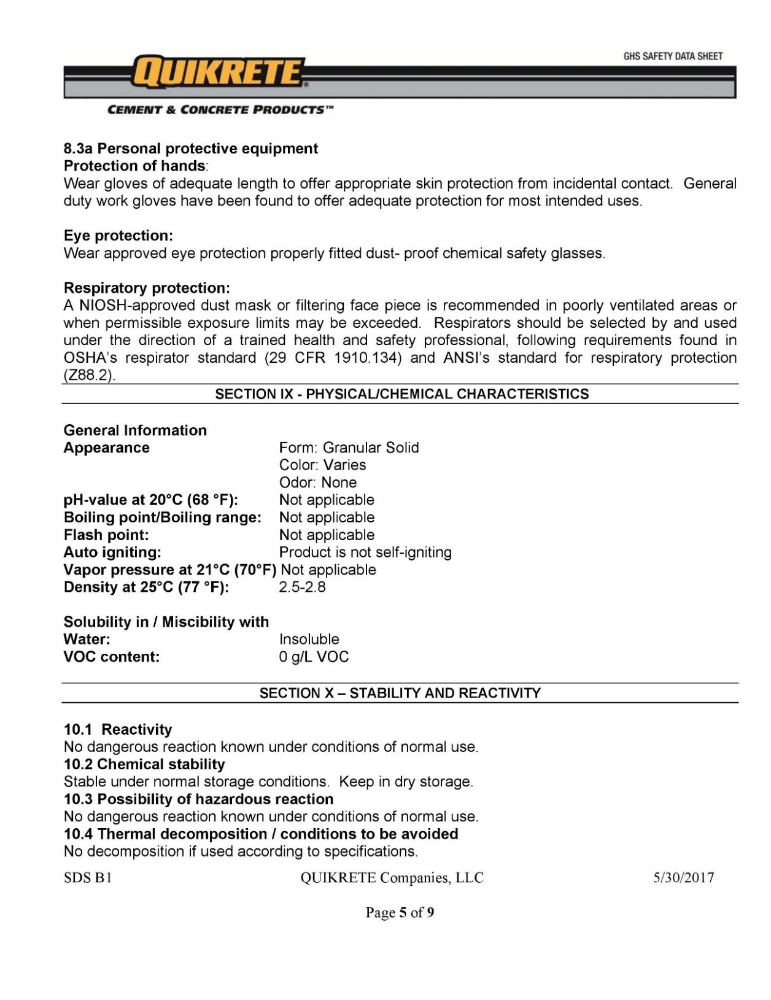 GHS SAFETY DATA SHEET
QUIKRETE®
CEMENT & CONCRETE PRODUCTS™
8.3a Personal protective equipment
Protection of hands:
Wear gloves of adequate length to offer appropriate skin protection from incidental contact.  General
duty work gloves have been found to offer adequate protection for most intended uses.
Eye protection:
Wear approved eye protection properly fitted dust- proof chemical safety glasses.
Respiratory protection:
A NIOSH-approved dust mask or filtering face piece is recommended in poorly ventilated areas or
when permissible exposure limits may be exceeded.  Respirators should be selected by and used
under the direction of a trained health and safety professional, following requirements found in
OSHA's respirator standard (29 CFR 1910.134) and ANSI's standard for respiratory protection
(Z88.2).
SECTION IX - PHYSICAL/CHEMICAL CHARACTERISTICS
General Information
Appearance Form: Granular Solid
Color: Varies
Odor: None
pH-value at 20°C (68 °F): Not applicable
Boiling point/Boiling range: Not applicable
Flash point: Not applicable
Auto igniting: Product is not self-igniting
Vapor pressure at 21°C (70°F) Not applicable
Density at 25°C (77 °F): 2.5-2.8
Solubility in / Miscibility with
Water: Insoluble
VOC content: 0 g/L VOC
SECTION X – STABILITY AND REACTIVITY
10.1  Reactivity
No dangerous reaction known under conditions of normal use.
10.2 Chemical stability
Stable under normal storage conditions.  Keep in dry storage.
10.3 Possibility of hazardous reaction
No dangerous reaction known under conditions of normal use.
10.4 Thermal decomposition / conditions to be avoided
No decomposition if used according to specifications.
SDS B1 QUIKRETE Companies, LLC 5/30/2017
Page 5 of 9